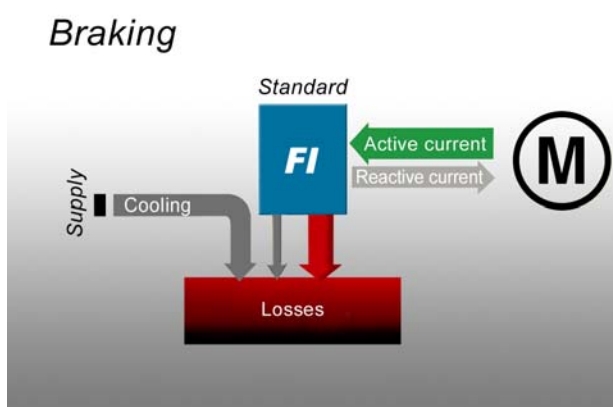 Braking
Standard
FI
Active current
Reactive current
M
Supply
Cooling
Losses